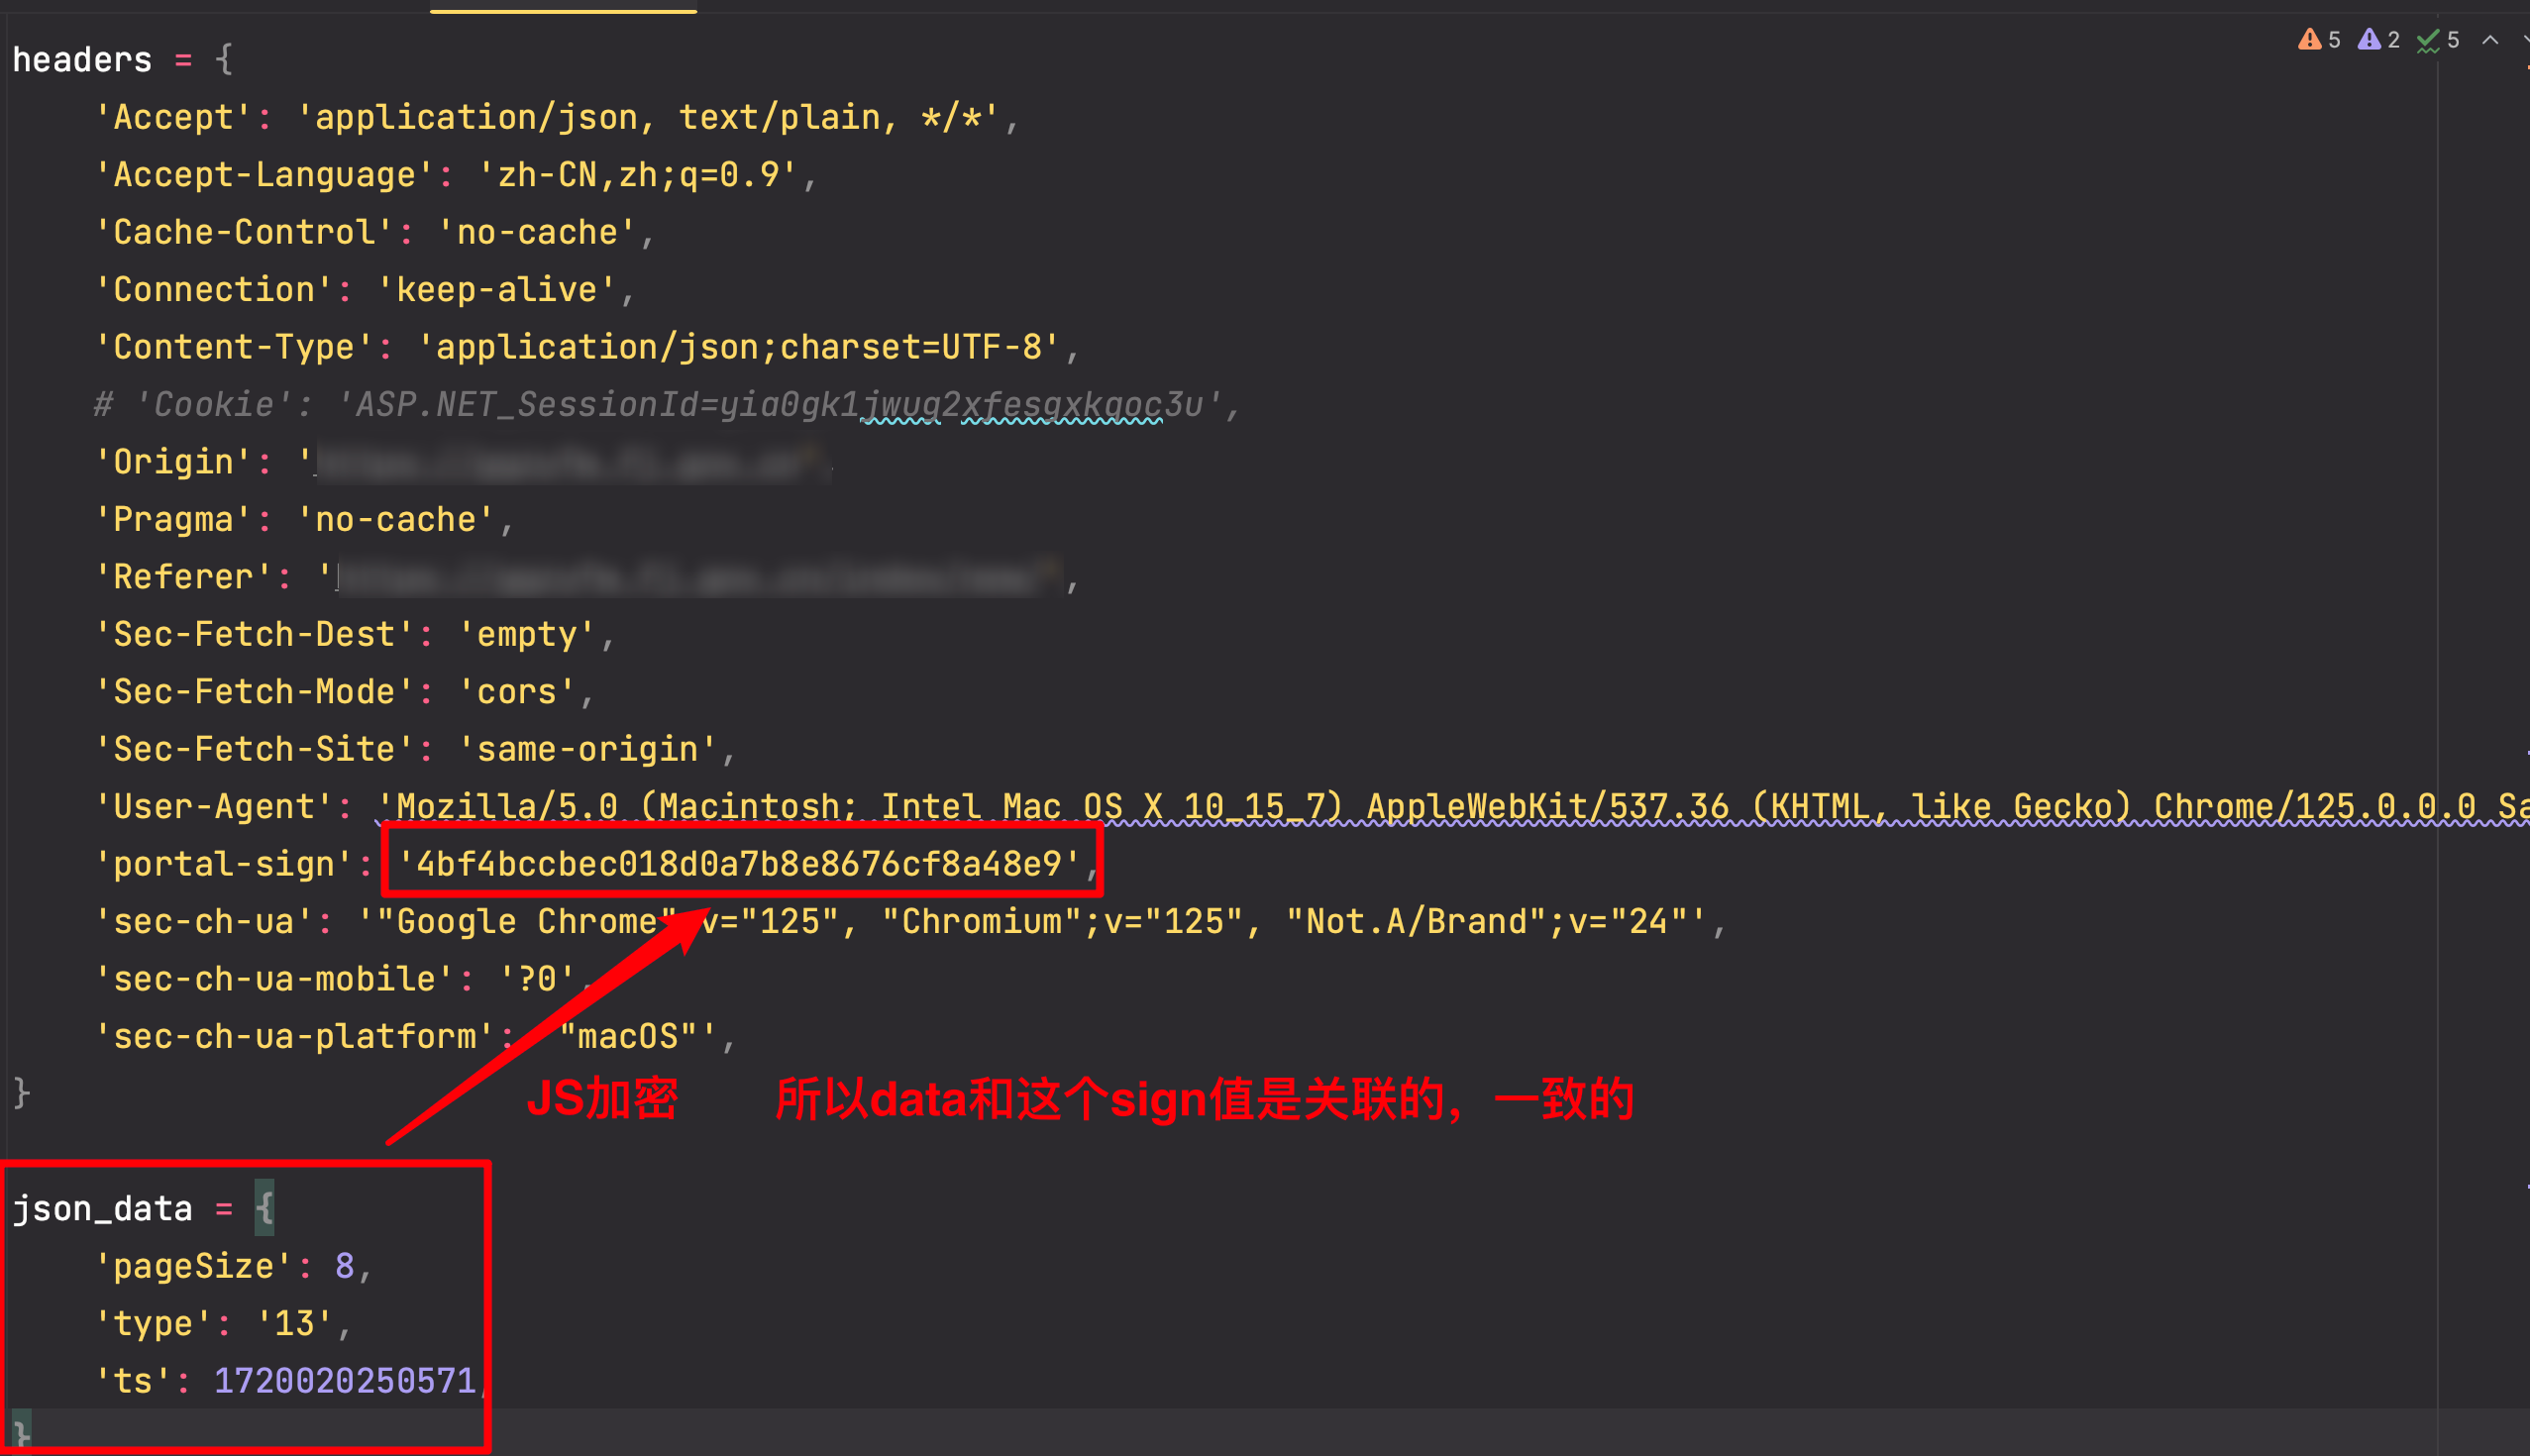 5 2 5
headers = {
'Accept': 'application/json, text/plain, */*',
'Accept-Language': 'zh-CN,zh;q=0.9',
'Cache-Control': 'no-cache',
'Connection': 'keep-alive',
'Content-Type': 'application/json;charset=UTF-8',
# 'Cookie': 'ASP.NET_SessionId=yia0gk1jwug2xfesgxkgoc3u',
'Origin': '
'Pragma': 'no-cache',
'Referer': ' ,
'Sec-Fetch-Dest': 'empty',
'Sec-Fetch-Mode': 'cors',
'Sec-Fetch-Site': 'same-origin',
'User-Agent': 'Mozilla/5.0 (Macintosh; Intel Mac OS X 10_15_7) AppleWebKit/537.36 (KHTML, like Gecko) Chrome/125.0.0.0 Sa
'portal-sign': '4bf4bccbec018d0a7b8e8676cf8a48e9',
'sec-ch-ua': '"Google Chrome" v="125", "Chromium";v="125", "Not.A/Brand";v="24"',
'sec-ch-ua-mobile': '?0',
'sec-ch-ua-platform': "macOS"',
}
JS加密 所以data和这个sign值是关联的，一致的
json_data = {
'pageSize': 8,
'type': '13',
'ts': 1720020250571,
}